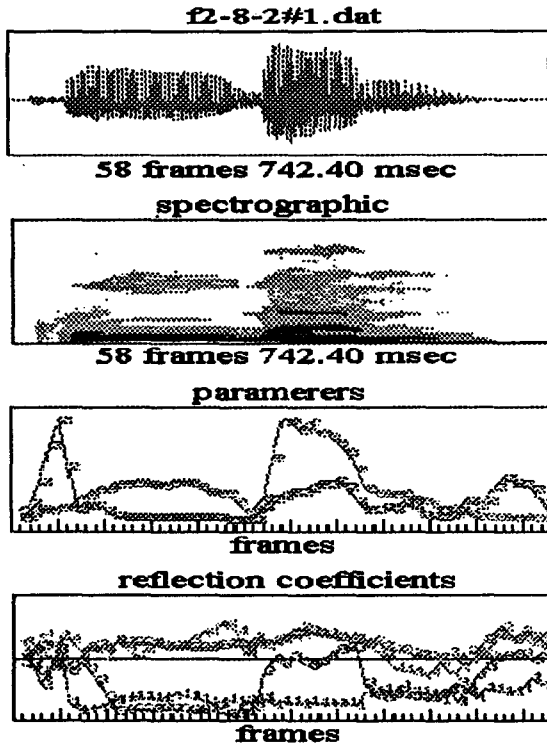 f2-8-2#1.dat
58 frames 742.40 msec
spectrographic
58 frames 742.40 msec
paramerers
frames
reflection coefficients
frames